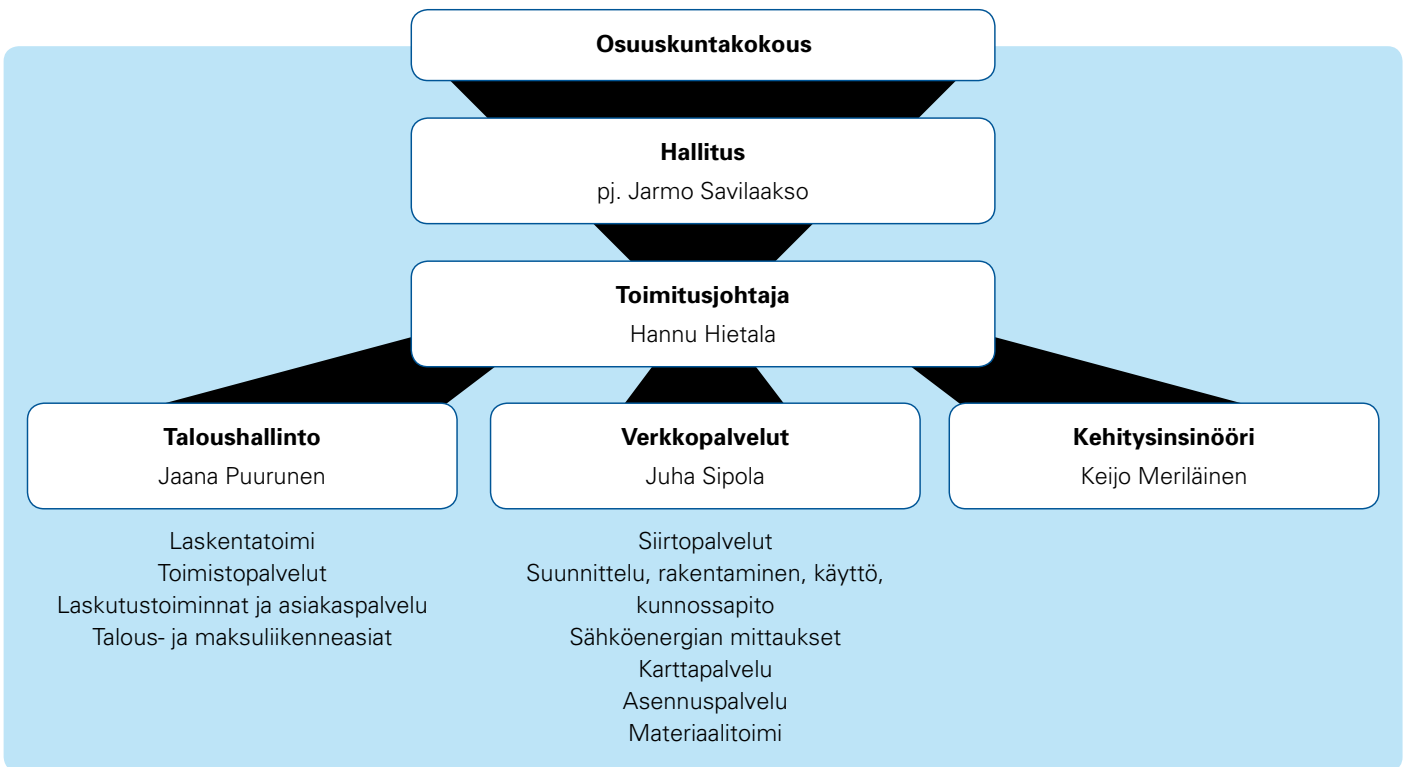 Osuuskuntakokous
Hallitus
pj. Jarmo Savilaakso
Toimitusjohtaja
Hannu Hietala
Taloushallinto
Jaana Puurunen
Laskentatoimi
Toimistopalvelut
Laskutustoiminnat ja asiakaspalvelu
Talous- ja maksuliikenneasiat
Verkkopalvelut
Juha Sipola
Siirtopalvelut
Suunnittelu, rakentaminen, käyttö,
kunnossapito
Sähköenergian mittaukset
Karttapalvelu
Asennuspalvelu
Materiaalitoimi
Kehitysinsinööri
Keijo Meriläinen